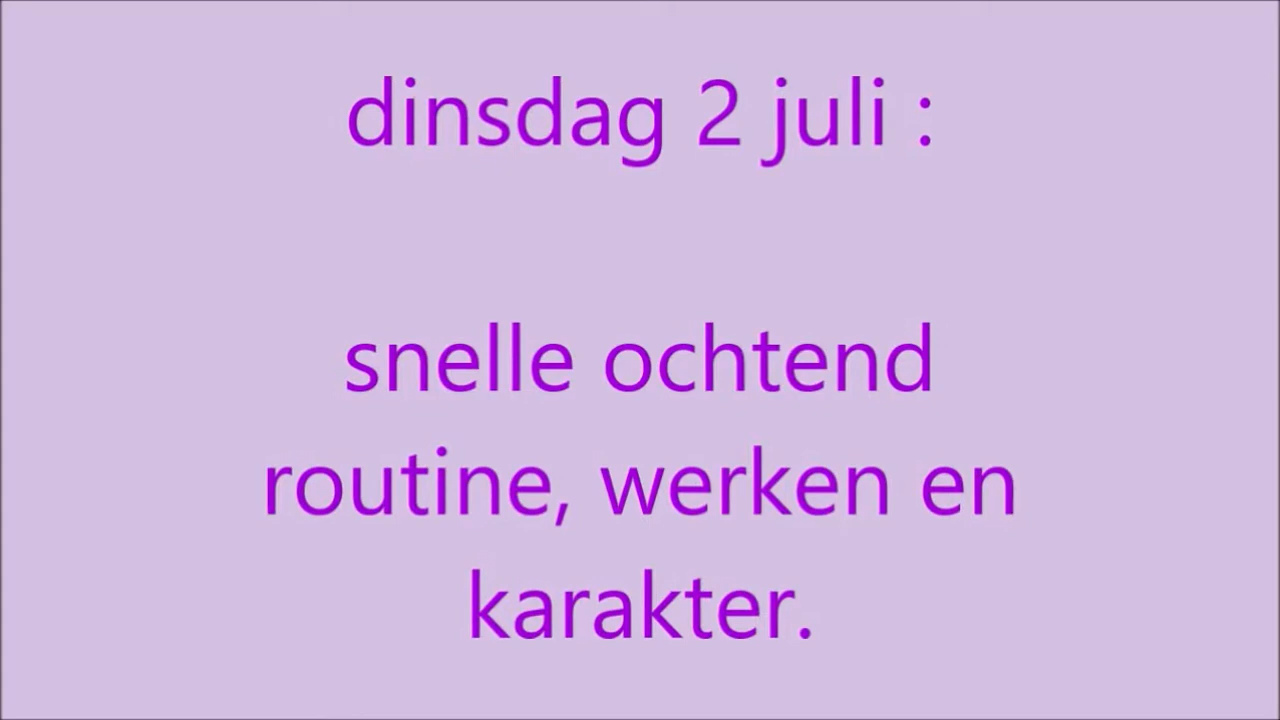 dinsdag 2 juli :
snelle ochtend
routine, werken en
karakter.